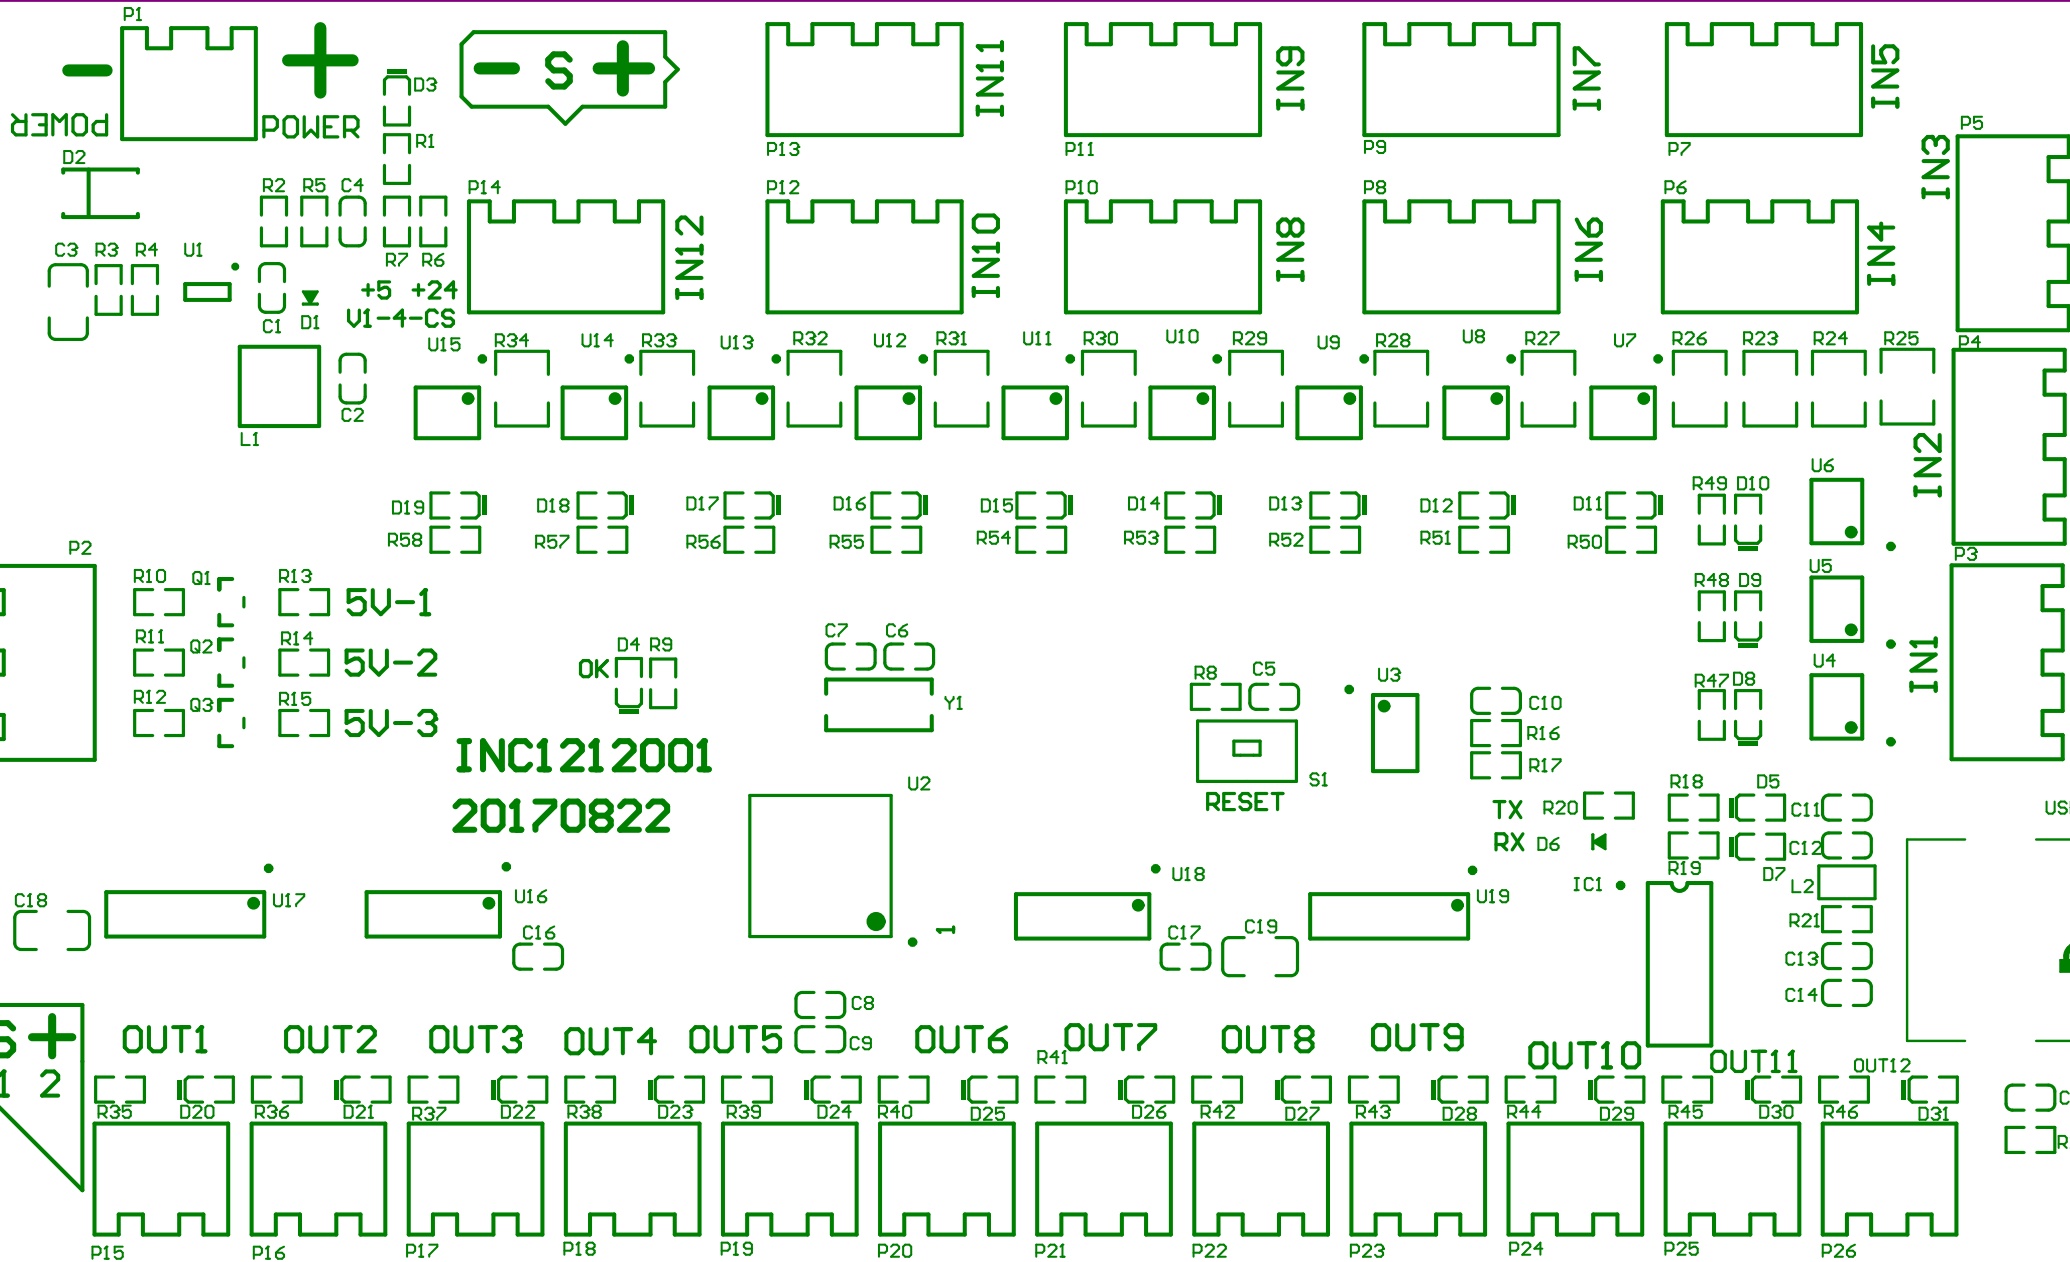 P1
D3
S
IN11
IN9
IN7
IN5
POWER
POWER
R1
P13
P11
P9
P7
P5
D2
IN3
R2
R5
C4
P14
P12
P10
P8
P6
IN12
IN10
IN8
IN6
IN4
C3
R3
R4
U1
R7
R6
+5 +24
V1-4-CS
C1
D1
U15
R34
U14
R33
U13
R32
U12
R31
U11
R30
U10
R29
U9
R28
U8
R27
U7
R26
R23
R24
R25
P4
C2
L1
IN2
U6
D19
D18
D17
D16
D15
D14
D13
D12
D11
R49
D10
R58
R57
R56
R55
R54
R53
R52
R51
R50
P2
P3
R10
Q1
R13
U5
R48
D9
5V-1
R11
Q2
R14
D4
R9
C7
C6
IN1
OK
5V-2
R8
C5
U3
U4
R47
D8
R12
Q3
R15
Y1
C10
5V-3
R16
INC1212001
R17
U2
S1
R18
D5
20170822
RESET
TX
R20
C11
USB
RX
D6
C12
R19
D7
U18
IC1
L2
C18
U17
U16
U19
R21
C16
1
C17
C19
C13
C14
C8
S
OUT1
OUT2
OUT3
OUT4
OUT5
C9
OUT6
OUT7
OUT8
OUT9
OUT10
OUT11
OUT12
R41
1 2
R35
D20
R36
D21
R37
D22
R38
D23
R39
D24
R40
D25
D26
R42
D27
R43
D28
R44
D29
R45
D30
R46
D31
C
R
P15
P16
P17
P18
P19
P20
P21
P22
P23
P24
P25
P26